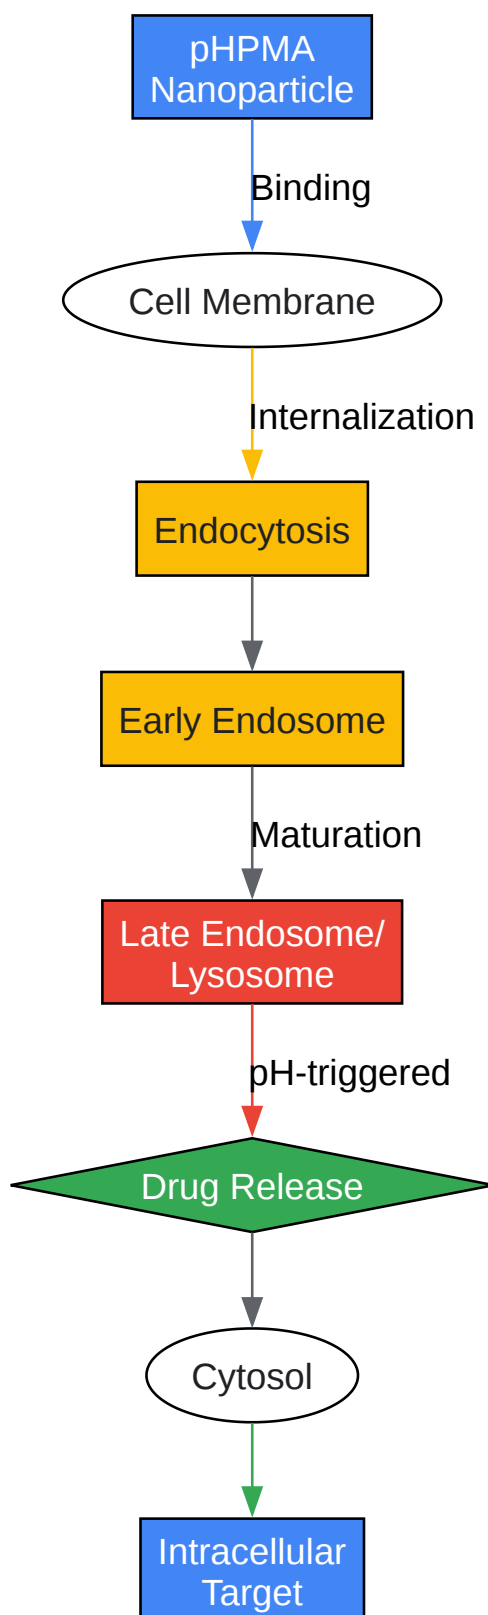 pHPMA
Nanoparticle
Binding
Cell Membrane
Internalization
Endocytosis
Early Endosome
Maturation
Late Endosome/
Lysosome
pH-triggered
Drug Release
Cytosol
Intracellular
Target